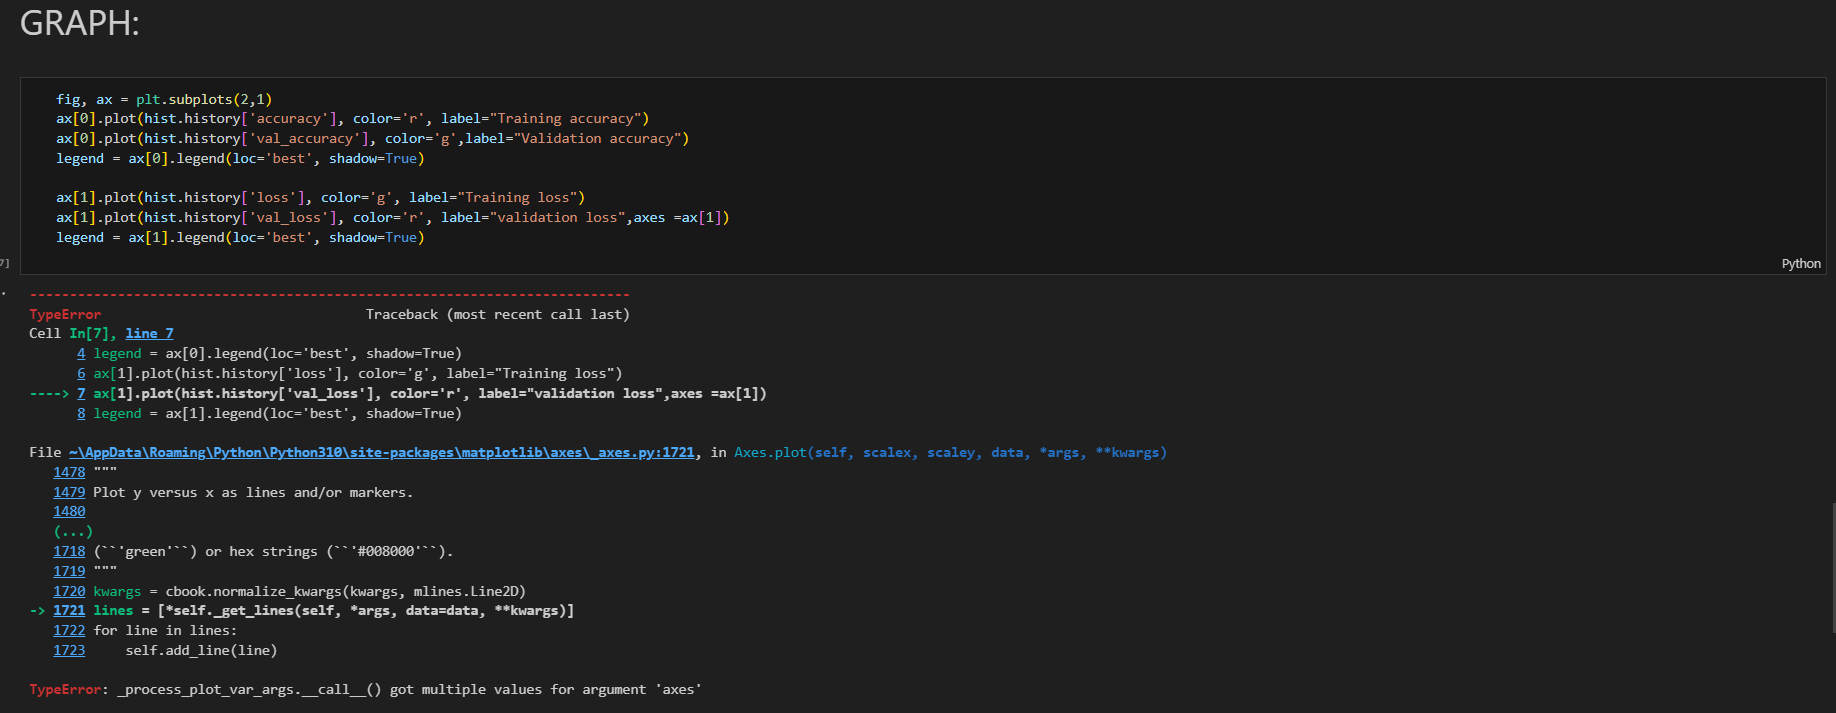 GRAPH:
fig, ax = plt.subplots(2,1)
ax[0].plot(hist.history['accuracy'], color='r', label="Training accuracy")
ax[0].plot(hist.history['val_accuracy'], color='g',label="Validation accuracy")
legend = ax[0].legend(loc='best', shadow=True)
ax[1].plot(hist.history['loss'], color='g', label="Training loss")
ax[1].plot(hist.history['val_loss'], color='r', label="validation loss",axes =ax[1])
legend = ax[1].legend(loc='best', shadow=True)
7]
Python
---------------------------------------------------------------------------
TypeError                                 Traceback (most recent call last)
Cell In[7], line 7
4 legend = ax[0].legend(loc='best', shadow=True)
6 ax[1].plot(hist.history['loss'], color='g', label="Training loss")
----> 7 ax[1].plot(hist.history['val_loss'], color='r', label="validation loss",axes =ax[1])
8 legend = ax[1].legend(loc='best', shadow=True)
File ~\AppData\Roaming\Python\Python310\site-packages\matplotlib\axes\_axes.py:1721, in Axes.plot(self, scalex, scaley, data, *args, **kwargs)
1478 """
1479 Plot y versus x as lines and/or markers.
1480
(...)
1718 (``'green'``) or hex strings (``'#008000'``).
1719 """
1720 kwargs = cbook.normalize_kwargs(kwargs, mlines.Line2D)
-> 1721 lines = [*self._get_lines(self, *args, data=data, **kwargs)]
1722 for line in lines:
1723     self.add_line(line)
TypeError: _process_plot_var_args.__call__() got multiple values for argument 'axes'